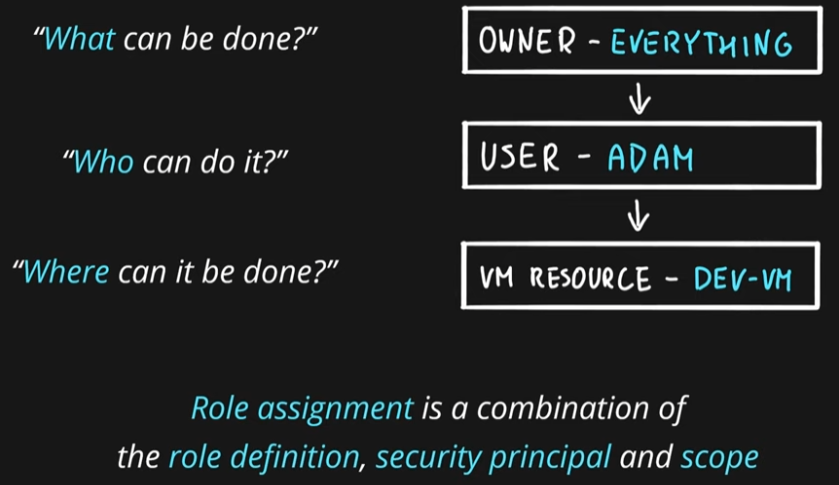 “What can be done?”
OWNER - EVERYTHING
“Who can do it?”
USER - ADAM
“Where can it be done?”
VM RESOURCE - DEV-VM
Role assignment is a combination of
the role definition, security principal and scope